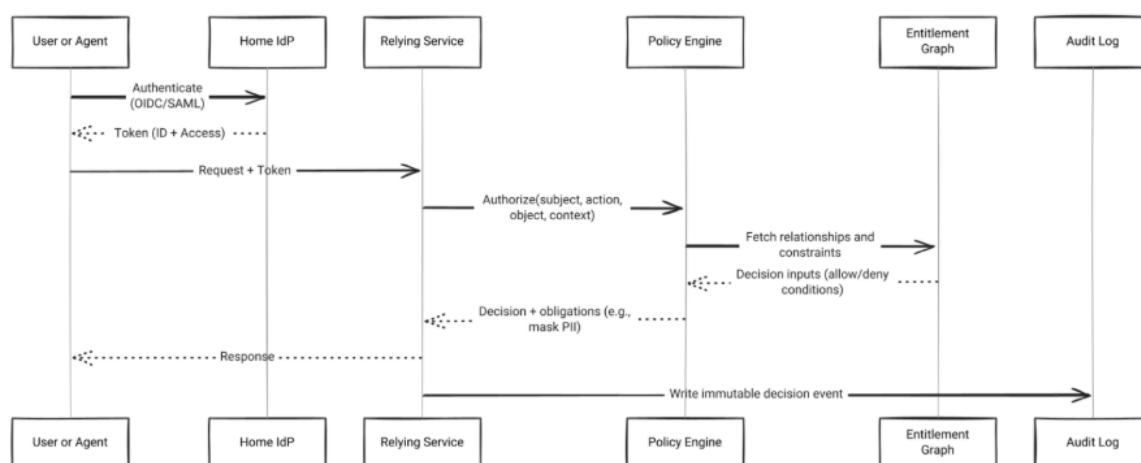 User or Agent
Home IdP
Relying Service
Policy Engine
Entitlement
Graph
Audit Log
Authenticate
(OIDC/SAML)
Token (ID + Access)
Request + Token
Authorize(subject, action,
object, context)
Fetch relationships and
constraints
Decision inputs (allow/deny
conditions)
Decision + obligations (e.g.,
mask PII)
Response
Write immutable decision event
User or Agent
Home IdP
Relying Service
Policy Engine
Entitlement
Graph
Audit Log